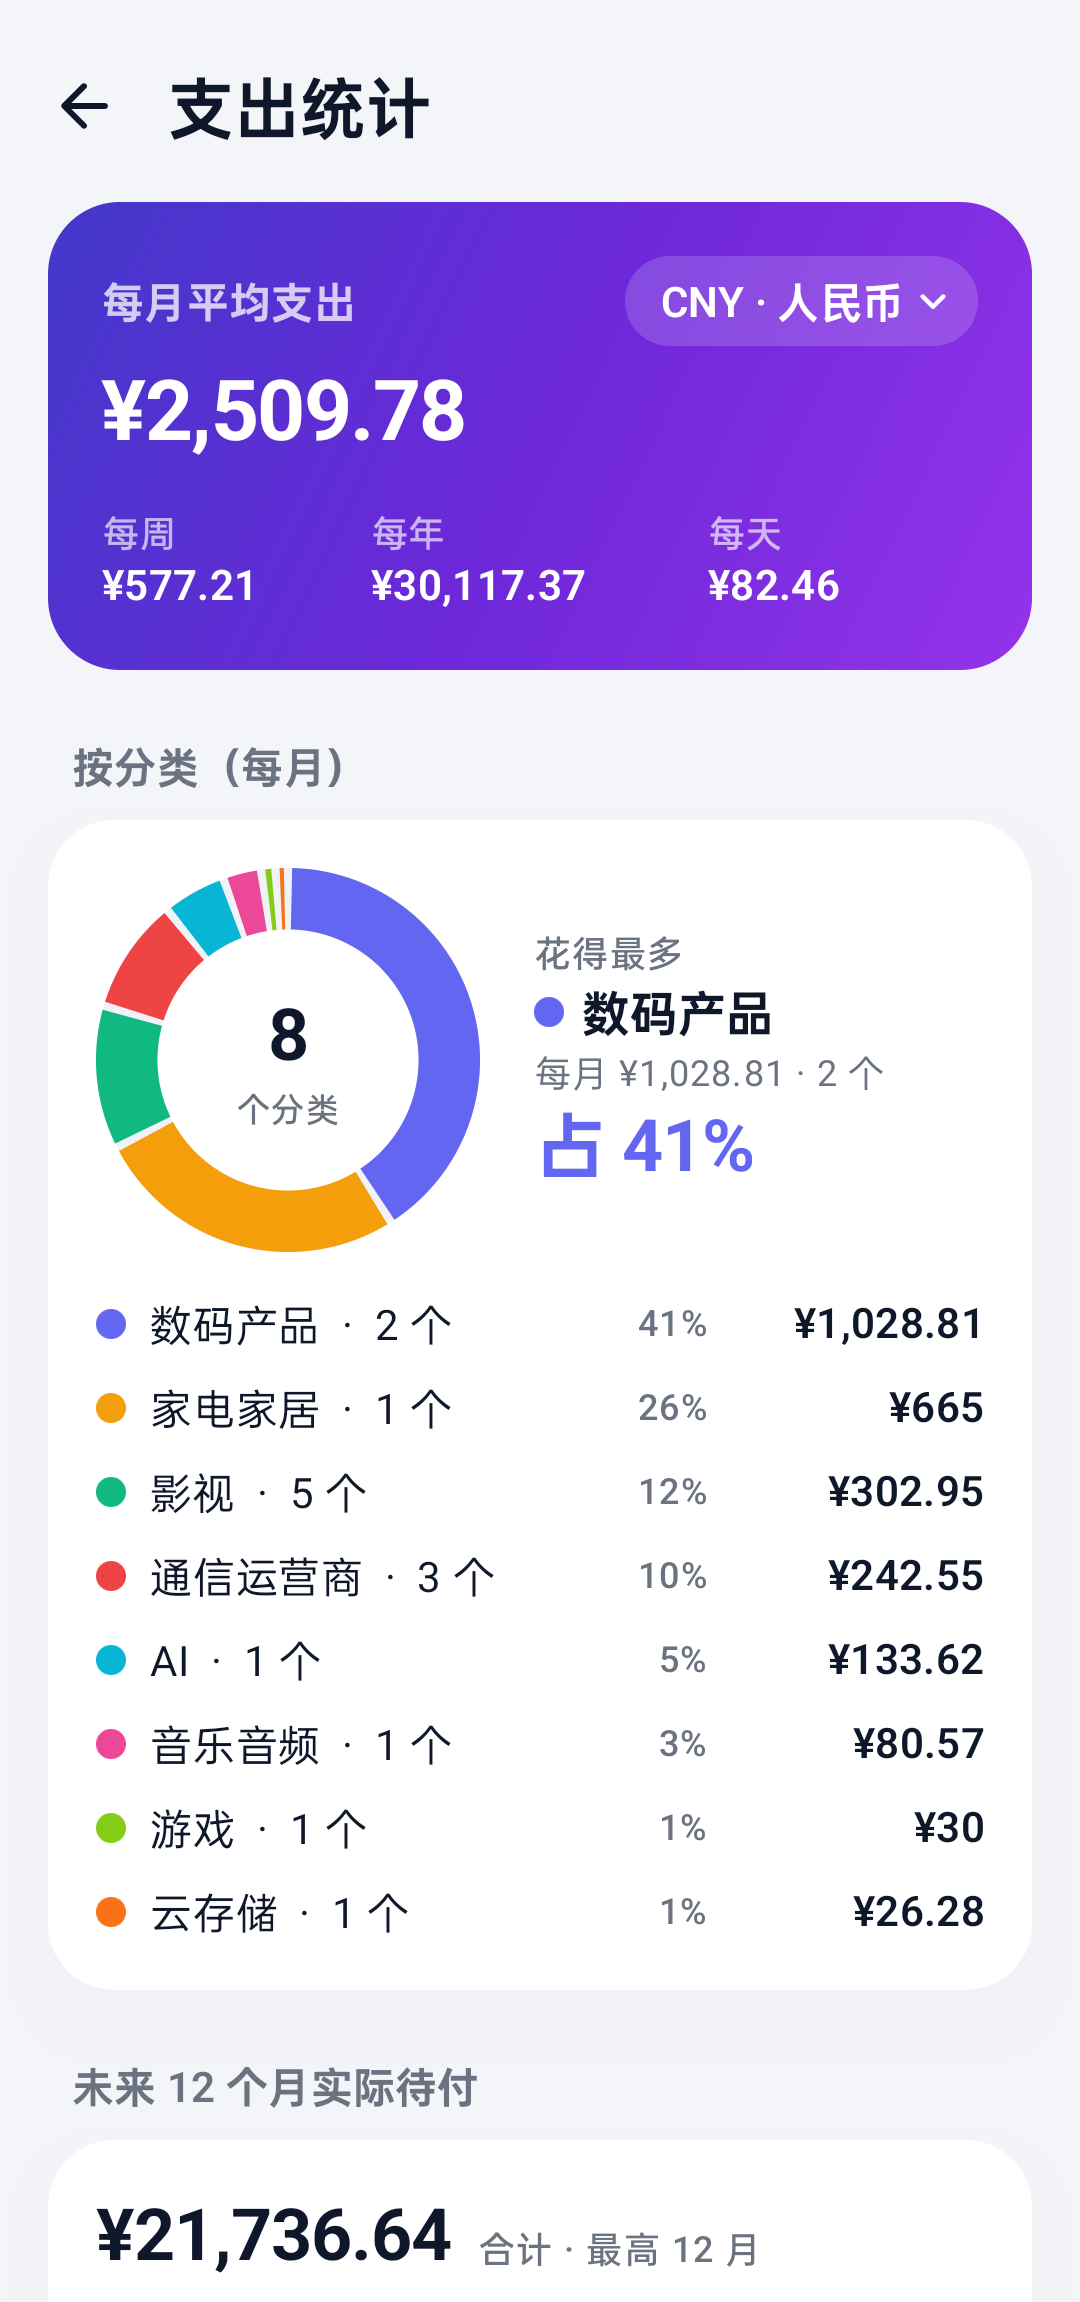 支出统计
每月平均支出
CNY · 人民币
¥2,509.78
每周 每年 每天
¥577.21 ¥30,117.37 ¥82.46
按分类（每月）
8
个分类
花得最多
数码产品
每月 ¥1,028.81 · 2 个
占 41%
数码产品 · 2 个 41% ¥1,028.81
家电家居 · 1 个 26% ¥665
影视 · 5 个 12% ¥302.95
通信运营商 · 3 个 10% ¥242.55
AI · 1 个 5% ¥133.62
音乐音频 · 1 个 3% ¥80.57
游戏 · 1 个 1% ¥30
云存储 · 1 个 1% ¥26.28
未来 12 个月实际待付
¥21,736.64 合计 · 最高 12 月